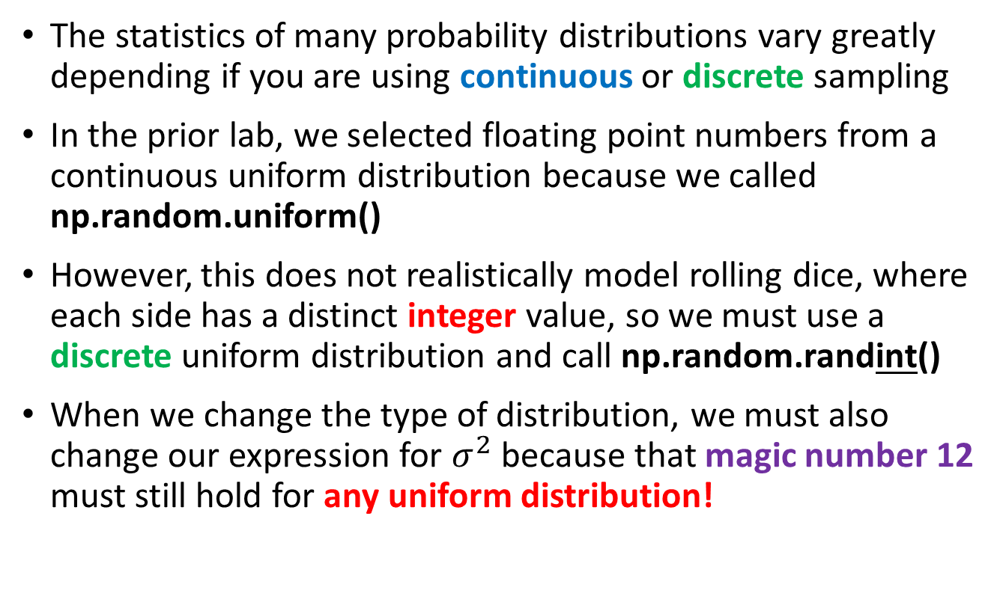 • The statistics of many probability distributions vary greatly
depending if you are using continuous or discrete sampling
• In the prior lab, we selected floating point numbers from a
continuous uniform distribution because we called
np.random.uniform()
• However, this does not realistically model rolling dice, where
each side has a distinct integer value, so we must use a
discrete uniform distribution and call np.random.randint()
• When we change the type of distribution, we must also
change our expression for σ² because that magic number 12
must still hold for any uniform distribution!